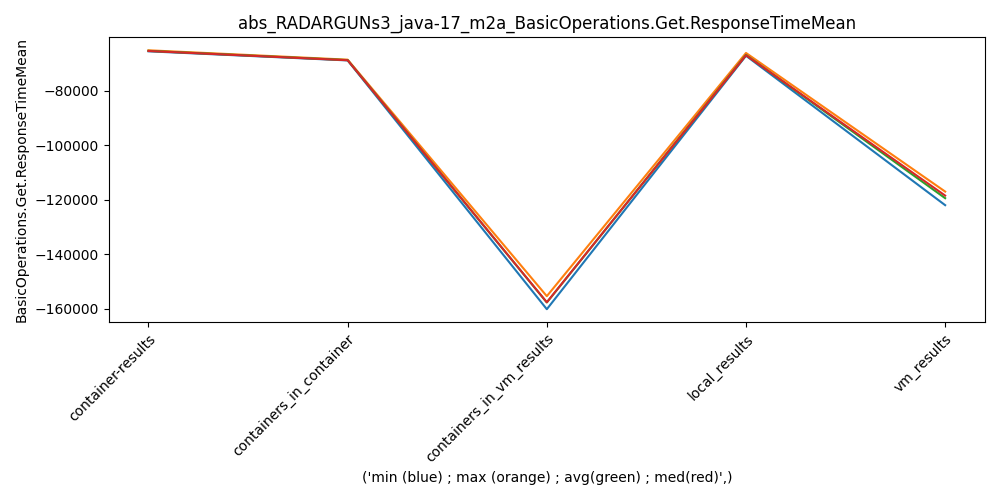 abs_RADARGUNs3_java-17_m2a_BasicOperations.Get.ResponseTimeMean
BasicOperations.Get.ResponseTimeMean
−80000
−100000
−120000
−140000
−160000
container-results
containers_in_container
containers_in_vm_results
local_results
vm_results
('min (blue) ; max (orange) ; avg(green) ; med(red)',)